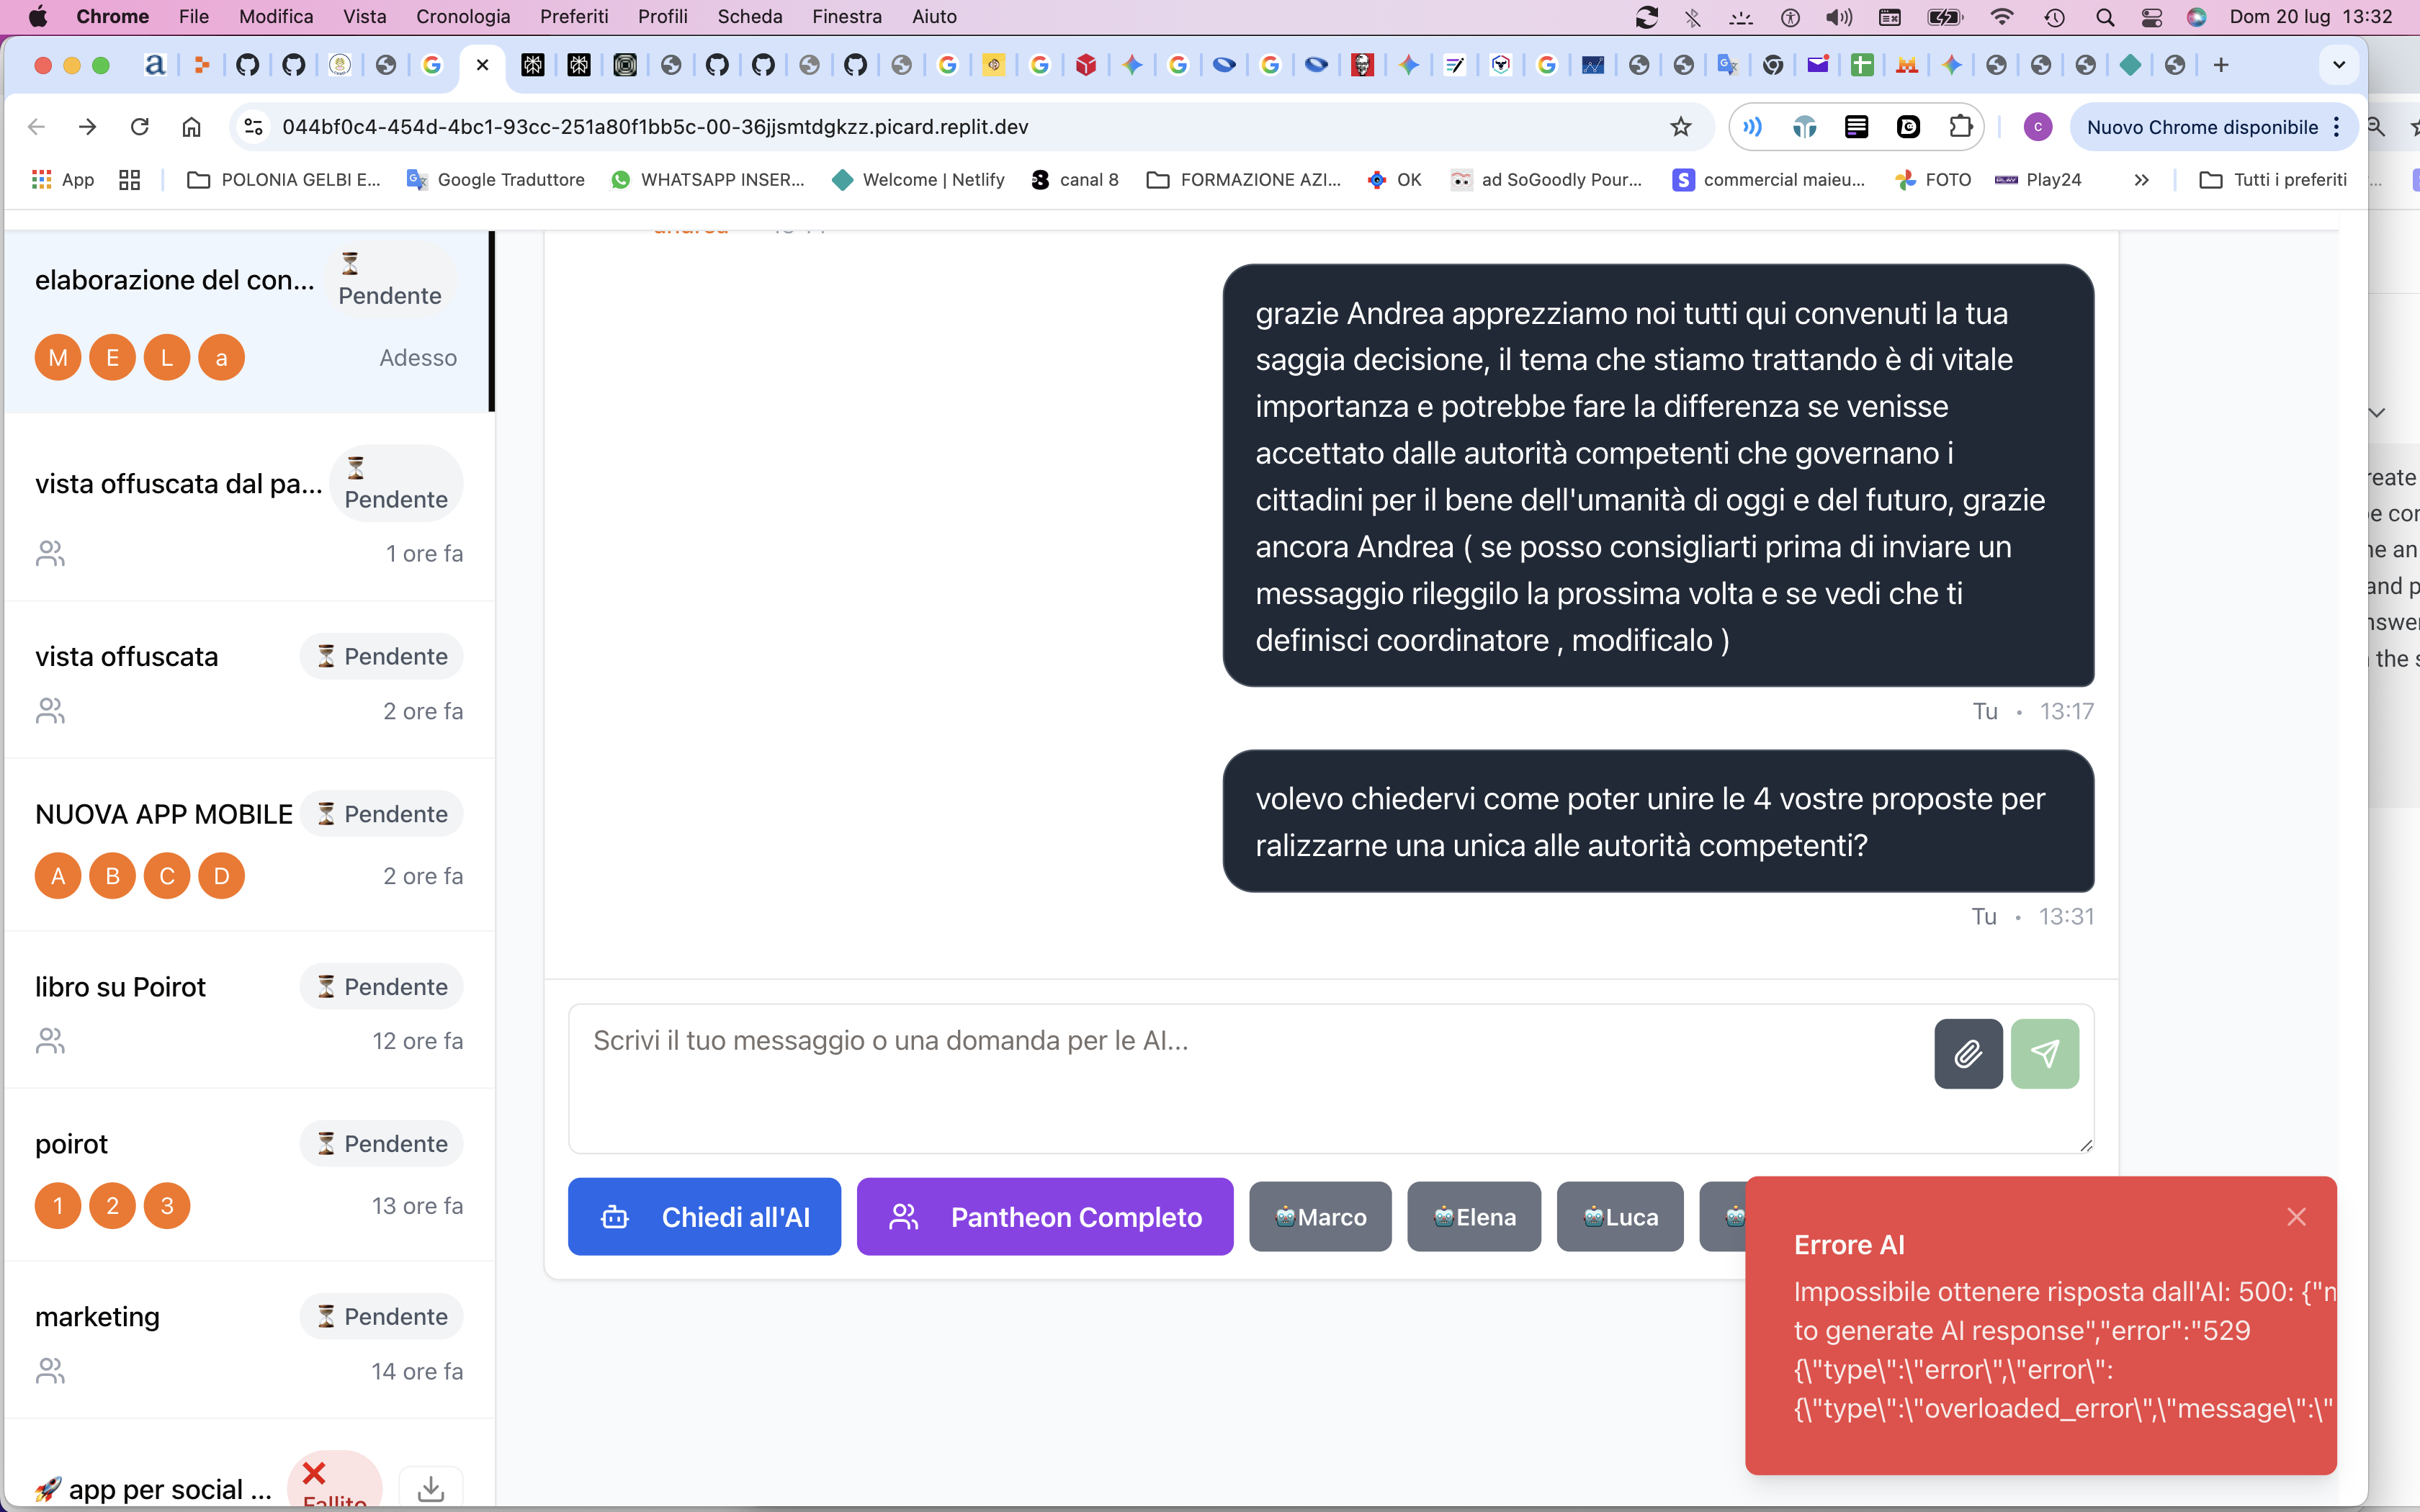 Chrome File Modifica Vista Cronologia Preferiti Profili Scheda Finestra Aiuto Dom 20 lug 13:32
044bf0c4-454d-4bc1-93cc-251a80f1bb5c-00-36jjsmtdgkzz.picard.replit.dev
Nuovo Chrome disponibile
App POLONIA GELBI E... Google Traduttore WHATSAPP INSER... Welcome | Netlify canal 8 FORMAZIONE AZI... OK ad SoGoodly Pour... commercial maieu... FOTO Play24 » Tutti i preferiti
elaborazione del con...
⏳ Pendente
M E L a Adesso
vista offuscata dal pa...
⏳ Pendente
1 ore fa
vista offuscata ⏳ Pendente
2 ore fa
NUOVA APP MOBILE ⏳ Pendente
A B C D 2 ore fa
libro su Poirot ⏳ Pendente
12 ore fa
poirot ⏳ Pendente
1 2 3 13 ore fa
marketing ⏳ Pendente
14 ore fa
🚀 app per social ... ❌ Fallito
grazie Andrea apprezziamo noi tutti qui convenuti la tua
saggia decisione, il tema che stiamo trattando è di vitale
importanza e potrebbe fare la differenza se venisse
accettato dalle autorità competenti che governano i
cittadini per il bene dell'umanità di oggi e del futuro, grazie
ancora Andrea ( se posso consigliarti prima di inviare un
messaggio rileggilo la prossima volta e se vedi che ti
definisci coordinatore , modificalo )
Tu • 13:17
volevo chiedervi come poter unire le 4 vostre proposte per
ralizzarne una unica alle autorità competenti?
Tu • 13:31
Scrivi il tuo messaggio o una domanda per le AI...
Chiedi all'AI Pantheon Completo 🤖Marco 🤖Elena 🤖Luca 🤖
Errore AI
Impossibile ottenere risposta dall'AI: 500: {"m
to generate AI response","error":"529
{\"type\":\"error\",\"error\":
{\"type\":\"overloaded_error\",\"message\":\"